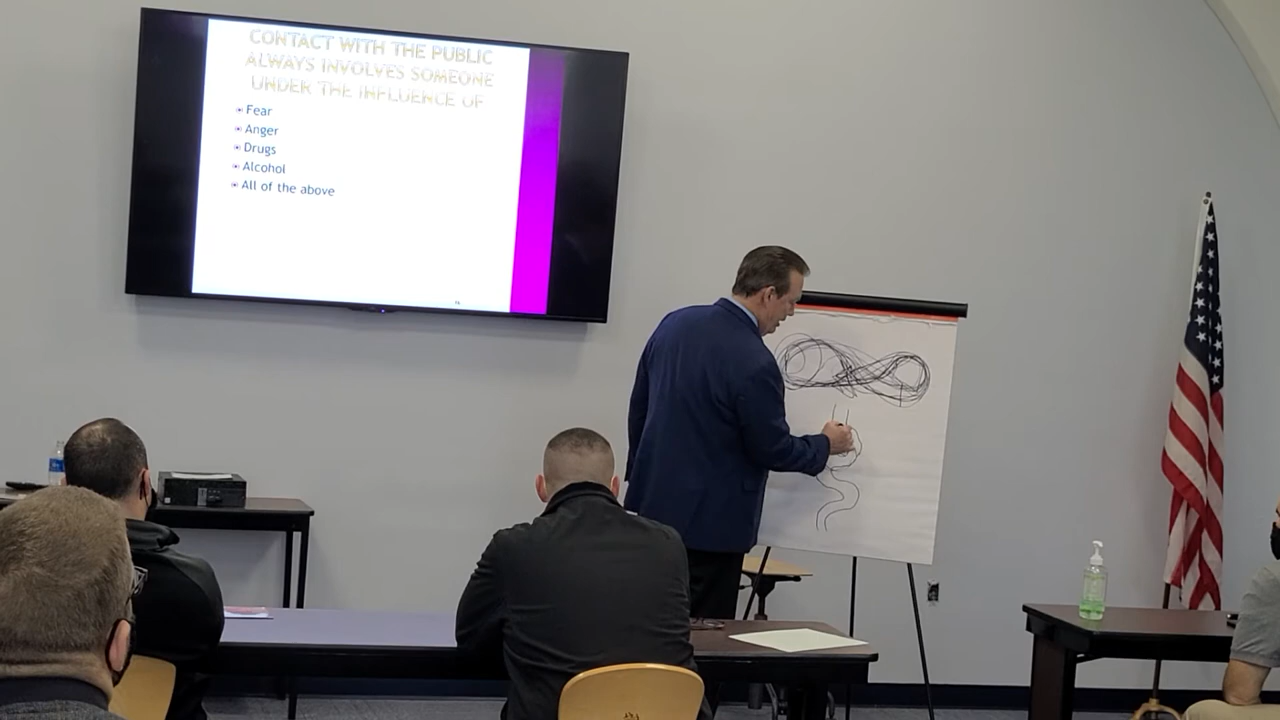 CONTACT WITH THE PUBLIC
ALWAYS INVOLVES SOMEONE
UNDER THE INFLUENCE OF
Fear
Anger
Drugs
Alcohol
All of the above